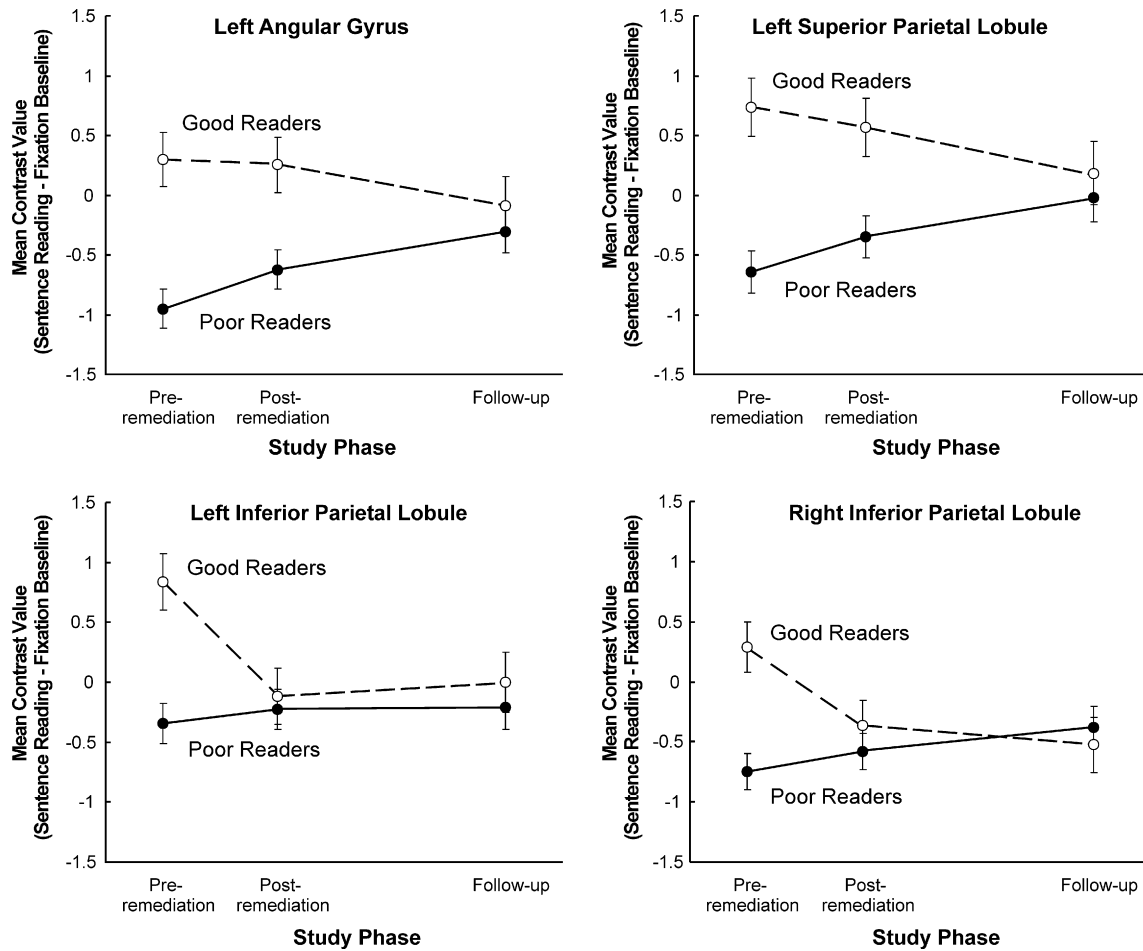 Left Angular Gyrus
Mean Contrast Value
(Sentence Reading - Fixation Baseline)
1.5
1
0.5
0
-0.5
-1
-1.5
Good Readers
Poor Readers
Pre-
remediation
Post-
remediation
Follow-up
Study Phase
Left Superior Parietal Lobule
Mean Contrast Value
(Sentence Reading - Fixation Baseline)
1.5
1
0.5
0
-0.5
-1
-1.5
Good Readers
Poor Readers
Pre-
remediation
Post-
remediation
Follow-up
Study Phase
Left Inferior Parietal Lobule
Mean Contrast Value
(Sentence Reading - Fixation Baseline)
1.5
1
0.5
0
-0.5
-1
-1.5
Good Readers
Poor Readers
Pre-
remediation
Post-
remediation
Follow-up
Study Phase
Right Inferior Parietal Lobule
Mean Contrast Value
(Sentence Reading - Fixation Baseline)
1.5
1
0.5
0
-0.5
-1
-1.5
Good Readers
Poor Readers
Pre-
remediation
Post-
remediation
Follow-up
Study Phase